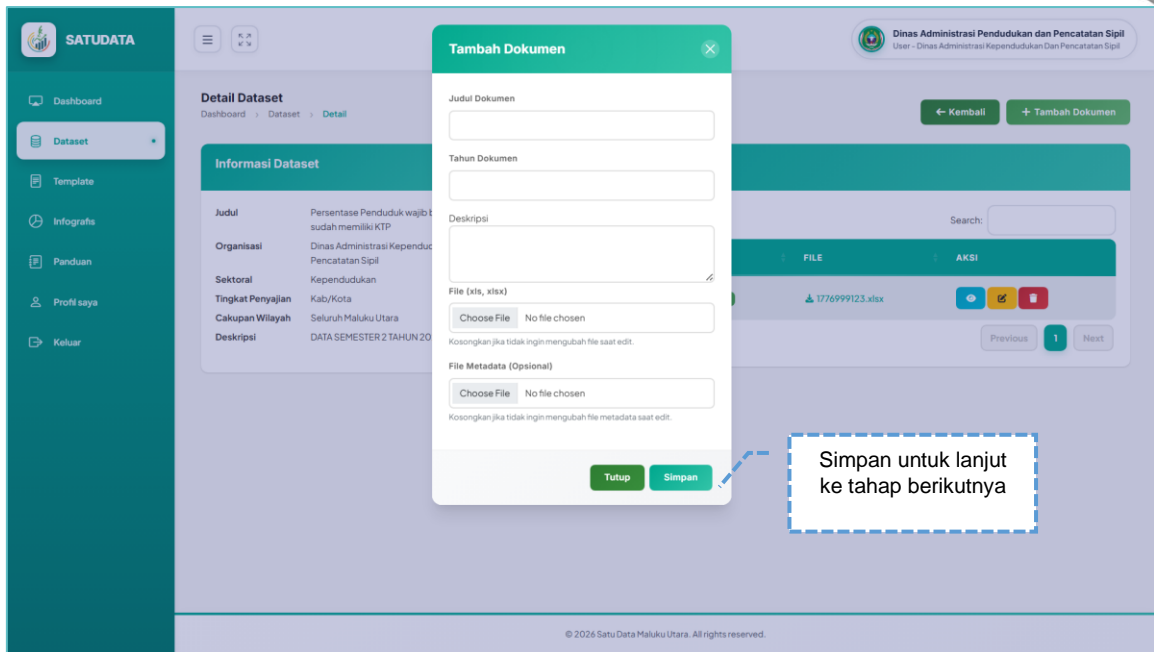 SATUDATA
Dinas Administrasi Pendudukan dan Pencatatan Sipil
User - Dinas Administrasi Kependudukan Dan Pencatatan Sipil
Dashboard
Dataset
Template
Infografis
Panduan
Profil saya
Keluar
Detail Dataset
Dashboard › Dataset › Detail
← Kembali
+ Tambah Dokumen
Informasi Dataset
Judul Persentase Penduduk wajib
sudah memiliki KTP
Organisasi Dinas Administrasi
Pencatatan Sipil
Sektoral Kependudukan
Tingkat Penyajian Kab/Kota
Cakupan Wilayah Seluruh Maluku Utara
Deskripsi DATA SEMESTER 2 TAHUN
Search:
FILE AKSI
1776999123.xlsx
Previous 1 Next
Tambah Dokumen
Judul Dokumen
Tahun Dokumen
Deskripsi
File (xls, xlsx)
Choose File No file chosen
Kosongkan jika tidak ingin mengubah file saat edit.
File Metadata (Opsional)
Choose File No file chosen
Kosongkan jika tidak ingin mengubah file metadata saat edit.
Tutup Simpan
Simpan untuk lanjut
ke tahap berikutnya
© 2026 Satu Data Maluku Utara. All rights reserved.